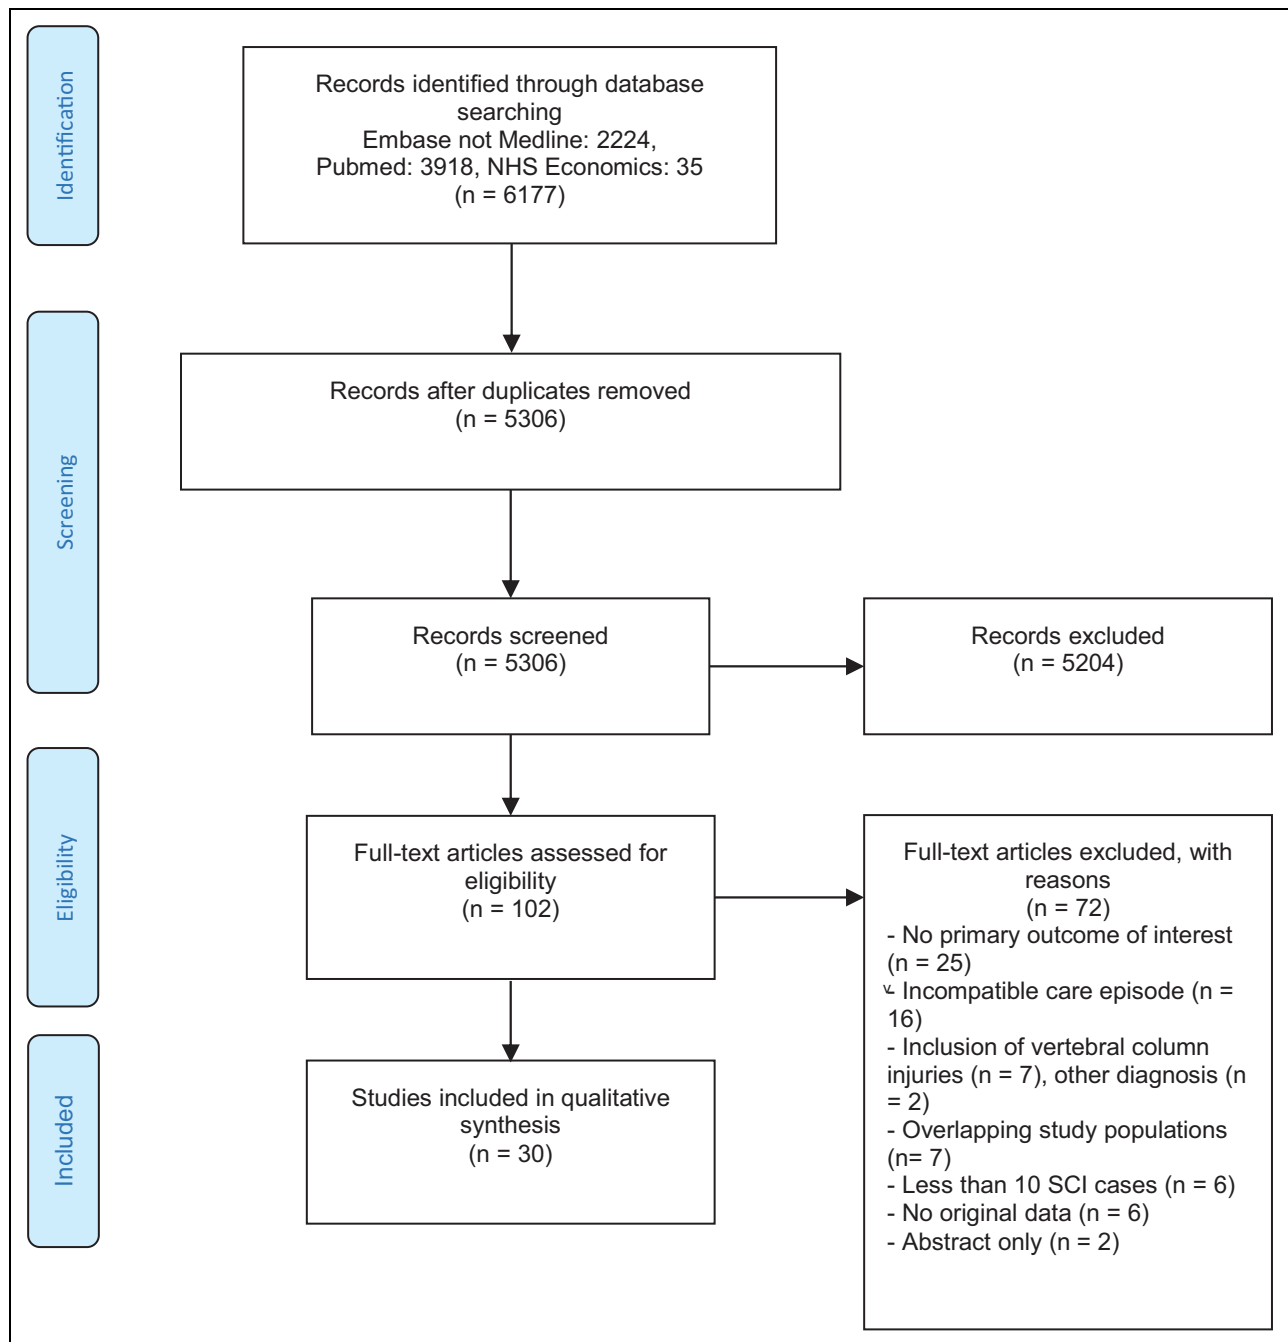 Identification
Records identified through database
searching
Embase not Medline: 2224,
Pubmed: 3918, NHS Economics: 35
(n = 6177)
Screening
Records after duplicates removed
(n = 5306)
Records screened
(n = 5306)
Records excluded
(n = 5204)
Eligibility
Full-text articles assessed for
eligibility
(n = 102)
Full-text articles excluded, with
reasons
(n = 72)
- No primary outcome of interest
(n = 25)
- Incompatible care episode (n =
16)
- Inclusion of vertebral column
injuries (n = 7), other diagnosis (n
= 2)
- Overlapping study populations
(n= 7)
- Less than 10 SCI cases (n = 6)
- No original data (n = 6)
- Abstract only (n = 2)
Included
Studies included in qualitative
synthesis
(n = 30)